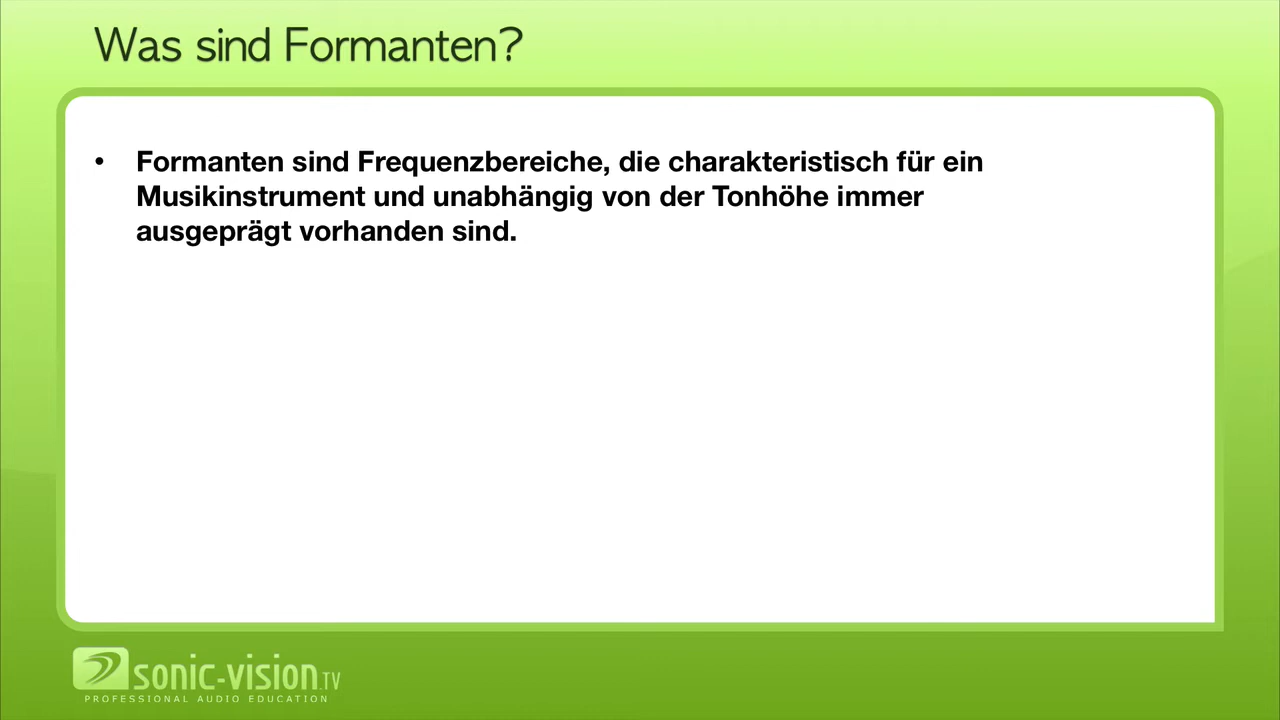 Was sind Formanten?
• Formanten sind Frequenzbereiche, die charakteristisch für ein
Musikinstrument und unabhängig von der Tonhöhe immer
ausgeprägt vorhanden sind.
sonic-vision.TV
PROFESSIONAL AUDIO EDUCATION